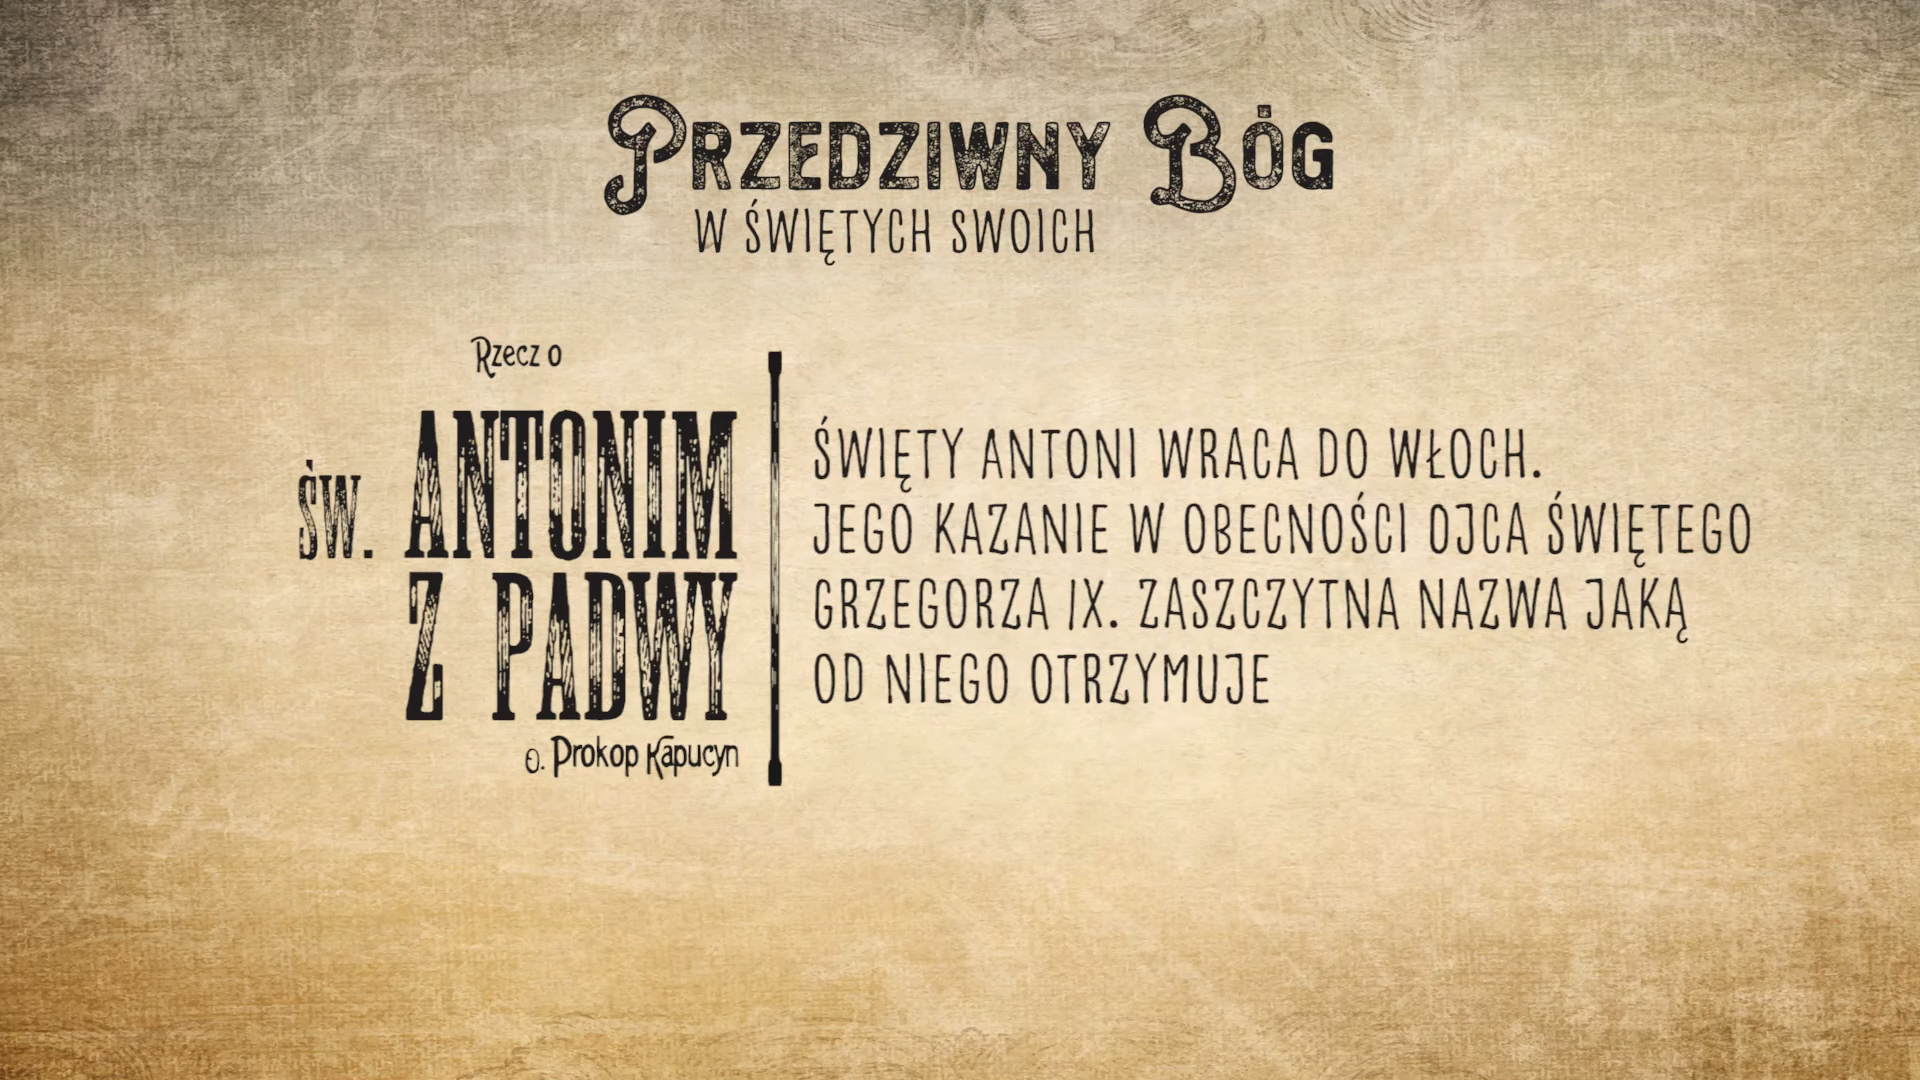 Przedziwny Bóg
w świętych swoich
Rzecz o
św. ANTONIM
Z PADWY
o. Prokop Kapucyn
ŚWIĘTY ANTONI WRACA DO WŁOCH.
JEGO KAZANIE W OBECNOŚCI OJCA ŚWIĘTEGO
GRZEGORZA IX. ZASZCZYTNA NAZWA JAKĄ
OD NIEGO OTRZYMUJE